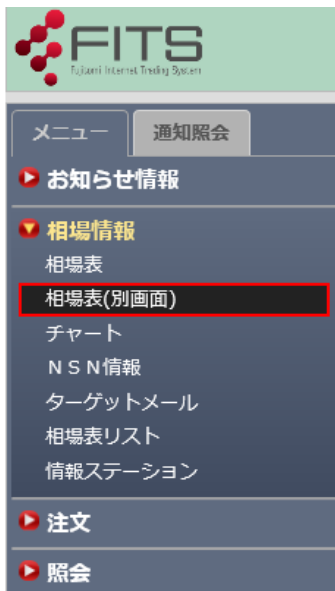 FITS
Fujitomi Internet Trading System
メニュー 通知照会
お知らせ情報
相場情報
相場表
相場表(別画面)
チャート
ＮＳＮ情報
ターゲットメール
相場表リスト
情報ステーション
注文
照会